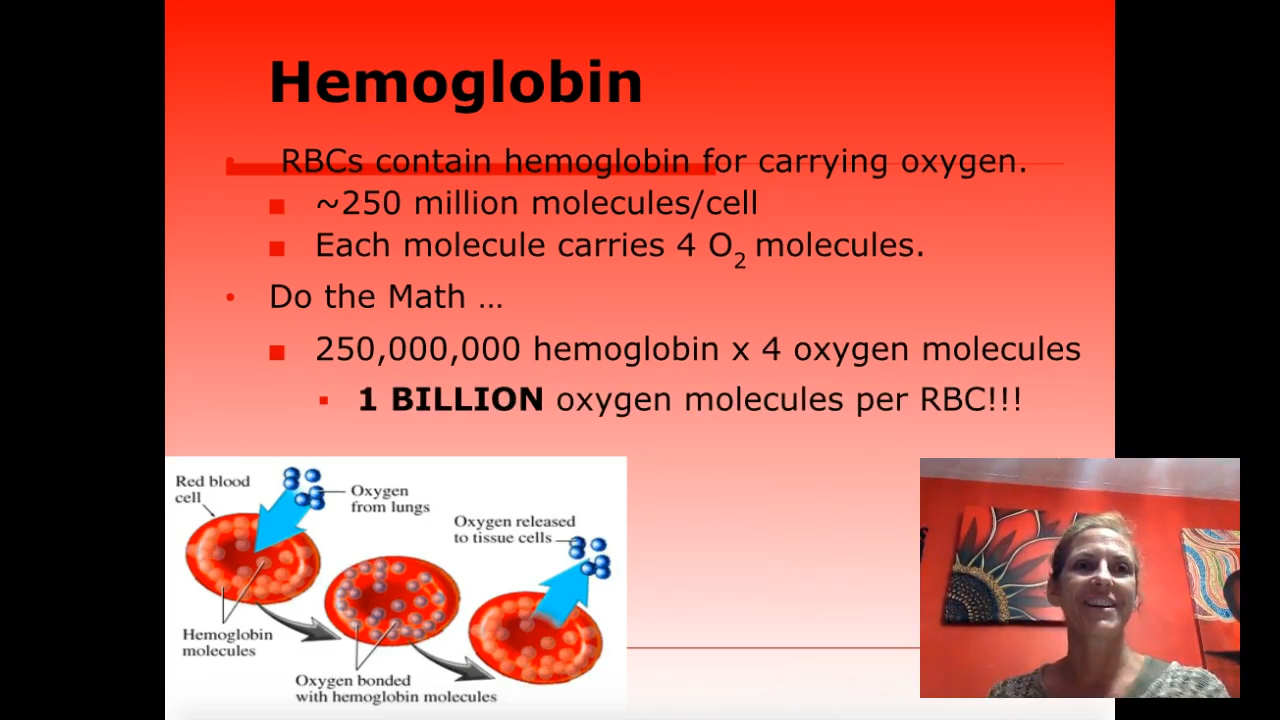 Hemoglobin
RBCs contain hemoglobin for carrying oxygen.
~250 million molecules/cell
Each molecule carries 4 O2 molecules.
Do the Math …
250,000,000 hemoglobin x 4 oxygen molecules
1 BILLION oxygen molecules per RBC!!!
Red blood
cell
Oxygen
from lungs
Oxygen released
to tissue cells
Hemoglobin
molecules
Oxygen bonded
with hemoglobin molecules